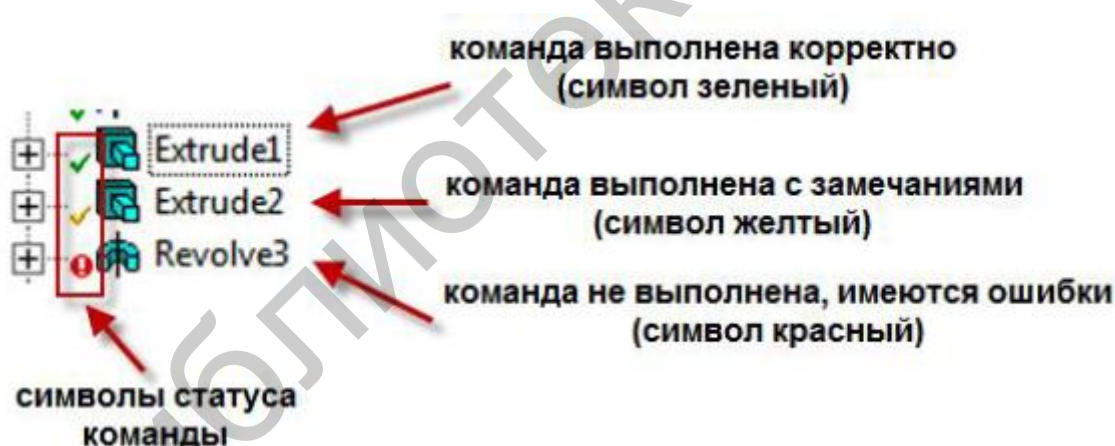 команда выполнена корректно
(символ зеленый)
Extrude1
команда выполнена с замечаниями
(символ желтый)
Extrude2
Revolve3
команда не выполнена, имеются ошибки
(символ красный)
символы статуса
команды